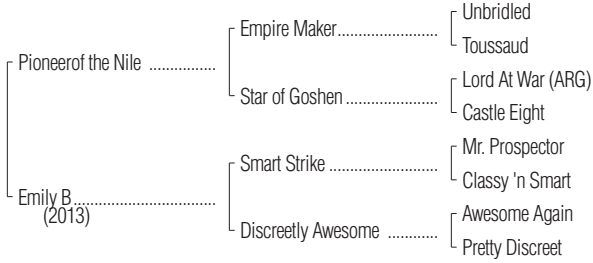 Unbridled
Empire Maker........................
Toussaud
Pioneerof the Nile ................
Lord At War (ARG)
Star of Goshen......................
Castle Eight
Mr. Prospector
Smart Strike ..........................
Classy 'n Smart
Emily B..................................
(2013)
Awesome Again
Discreetly Awesome ............
Pretty Discreet